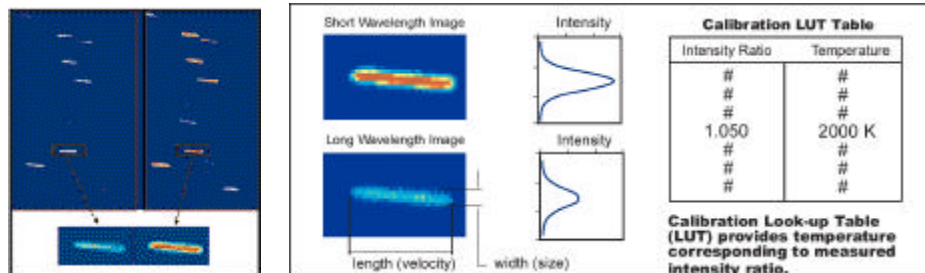 Short Wavelength Image
Intensity
Long Wavelength Image
Intensity
length (velocity)
width (size)
Calibration LUT Table
Intensity Ratio Temperature
# #
# #
# #
1.050 2000 K
# #
# #
# #
Calibration Look-up Table
(LUT) provides temperature
corresponding to measured
intensity ratio.